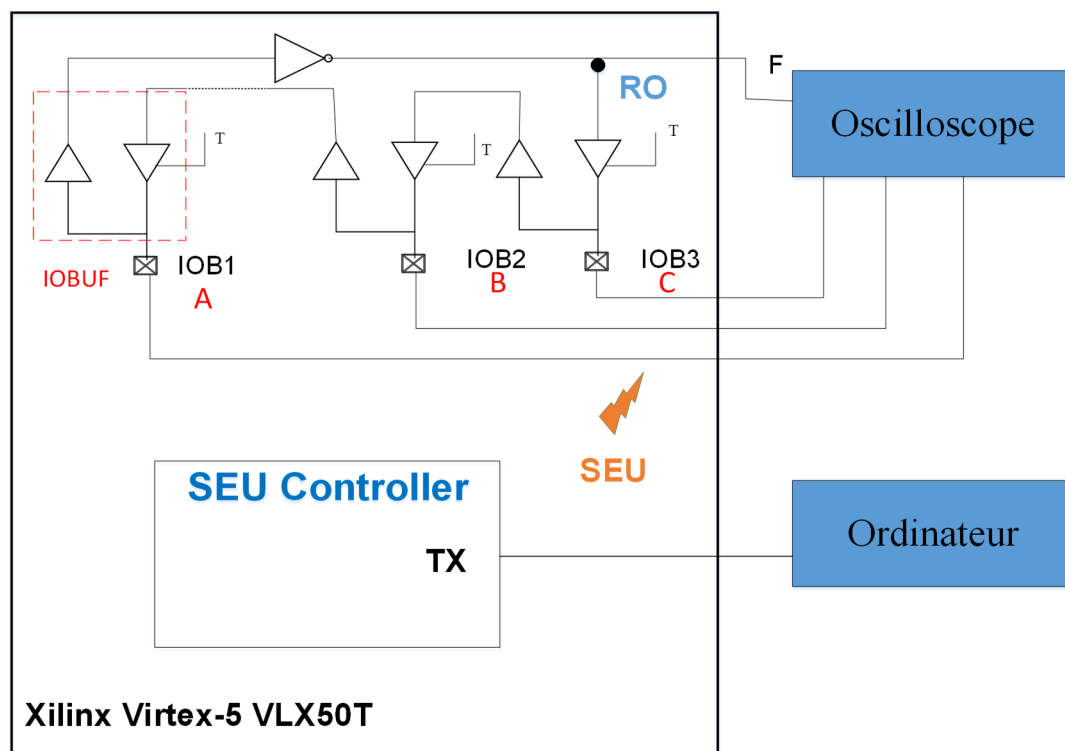 F
RO
Oscilloscope
T
T
T
IOBUF
IOB1
A
IOB2
B
IOB3
C
SEU
SEU Controller
TX
Ordinateur
Xilinx Virtex-5 VLX50T